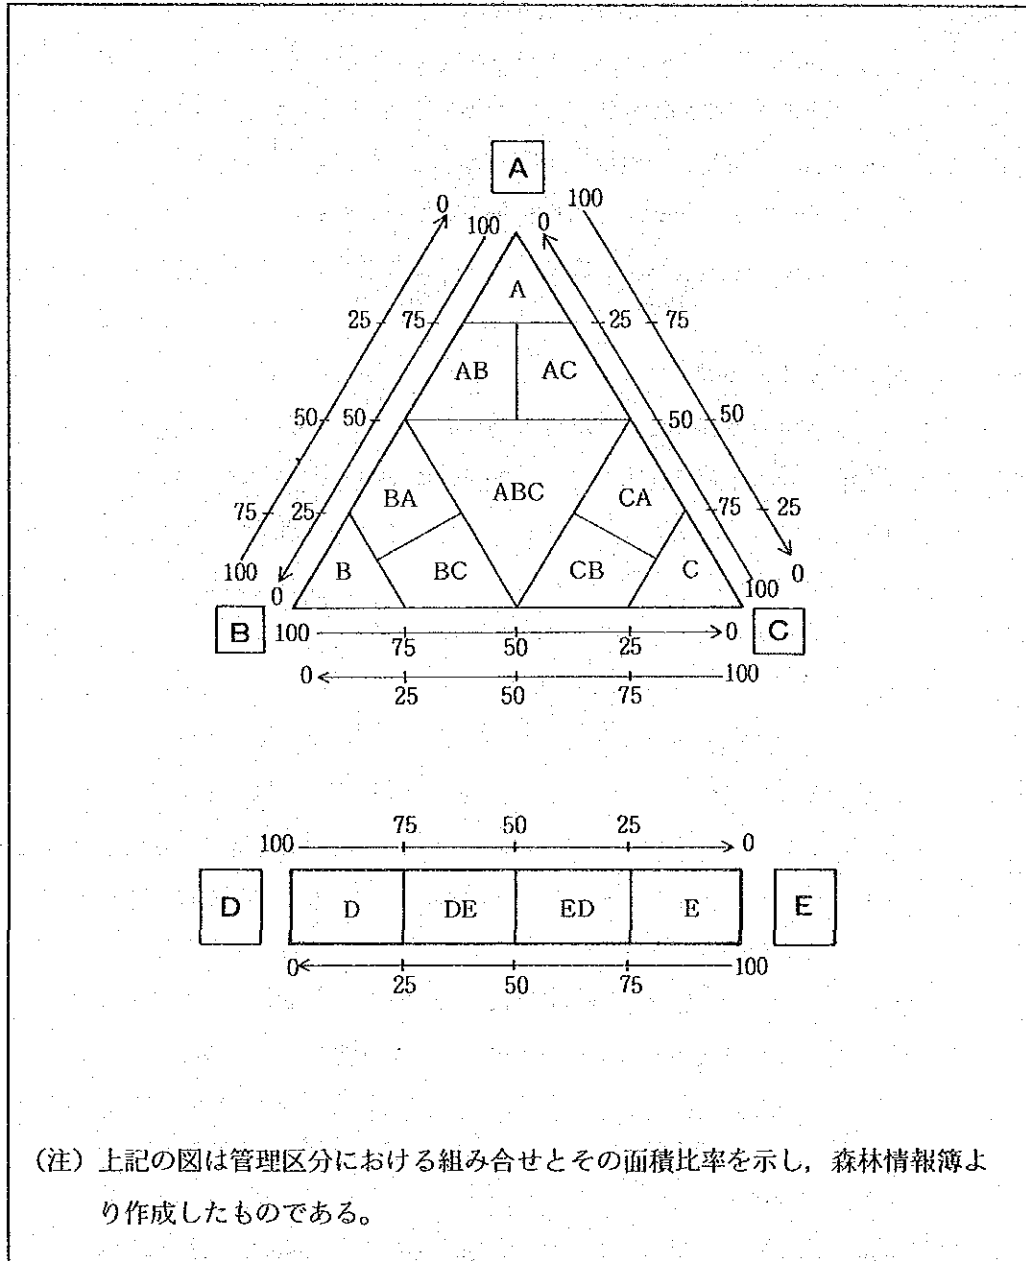 A
100
0
100 0
A
25 75 25 75
AB AC
50 50 50 50
BA ABC CA
75 25 75 25
B BC CB C
100 0 100 0
B 100 0 C
75 50 25
0 100
25 50 75
75 50 25
100 0
D D DE ED E E
0 100
25 50 75
(注) 上記の図は管理区分における組み合せとその面積比率を示し，森林情報簿よ
り作成したものである。